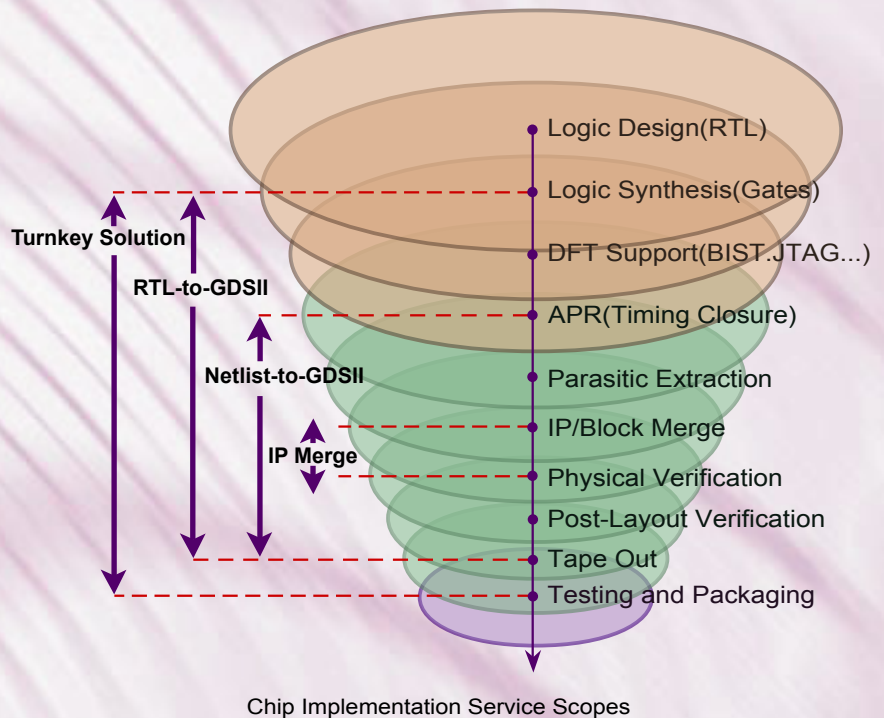 Logic Design(RTL)
Logic Synthesis(Gates)
Turnkey Solution
DFT Support(BIST.JTAG...)
RTL-to-GDSII
APR(Timing Closure)
Netlist-to-GDSII
Parasitic Extraction
IP/Block Merge
IP Merge
Physical Verification
Post-Layout Verification
Tape Out
Testing and Packaging
Chip Implementation Service Scopes